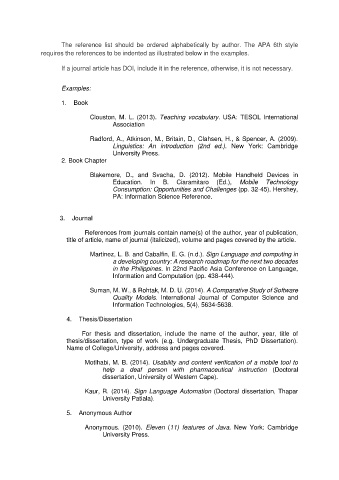 The reference list should be ordered alphabetically by author. The APA 6th style
requires the references to be indented as illustrated below in the examples.
If a journal article has DOI, include it in the reference, otherwise, it is not necessary.
Examples:
1. Book
Clouston, M. L. (2013). Teaching vocabulary. USA: TESOL International
Association
Radford, A., Atkinson, M., Britain, D., Clahsen, H., & Spencer, A. (2009).
Linguistics: An introduction (2nd ed.). New York: Cambridge
University Press.
2. Book Chapter
Blakemore, D., and Svacha, D. (2012). Mobile Handheld Devices in
Education. In B. Ciaramitaro (Ed.), Mobile Technology
Consumption: Opportunities and Challenges (pp. 32-45). Hershey,
PA: Information Science Reference.
3. Journal
References from journals contain name(s) of the author, year of publication,
title of article, name of journal (italicized), volume and pages covered by the article.
Martinez, L. B. and Cabalfin, E. G. (n.d.). Sign Language and computing in
a developing country: A research roadmap for the next two decades
in the Philippines. In 22nd Pacific Asia Conference on Language,
Information and Computation (pp. 438-444).
Suman, M. W., & Rohtak, M. D. U. (2014). A Comparative Study of Software
Quality Models. International Journal of Computer Science and
Information Technologies, 5(4), 5634-5638.
4. Thesis/Dissertation
For thesis and dissertation, include the name of the author, year, title of
thesis/dissertation, type of work (e.g. Undergraduate Thesis, PhD Dissertation).
Name of College/University, address and pages covered.
Motlhabi, M. B. (2014). Usability and content verification of a mobile tool to
help a deaf person with pharmaceutical instruction (Doctoral
dissertation, University of Western Cape).
Kaur, R. (2014). Sign Language Automation (Doctoral dissertation, Thapar
University Patiala).
5. Anonymous Author
Anonymous. (2010). Eleven (11) features of Java. New York: Cambridge
University Press.